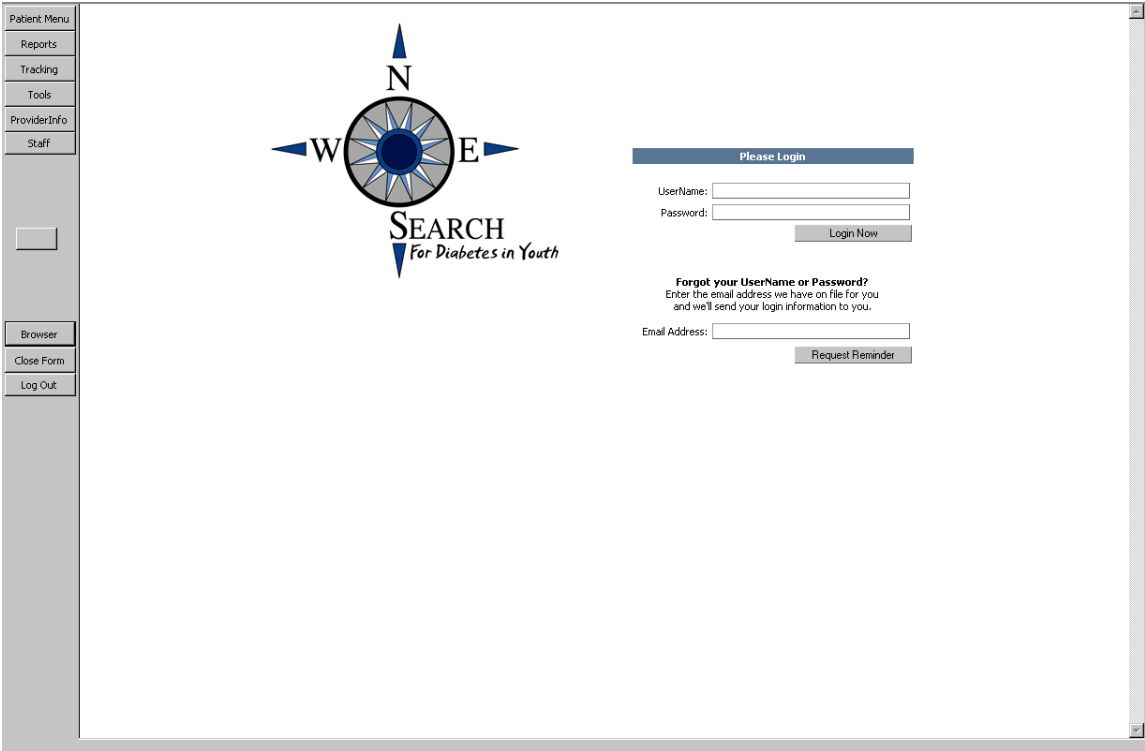 Patient Menu
Reports
Tracking
Tools
ProviderInfo
Staff
Browser
Close Form
Log Out
N
W E
SEARCH
For Diabetes in Youth
Please Login
UserName:
Password:
Login Now
Forgot your UserName or Password?
Enter the email address we have on file for you
and we'll send your login information to you.
Email Address:
Request Reminder